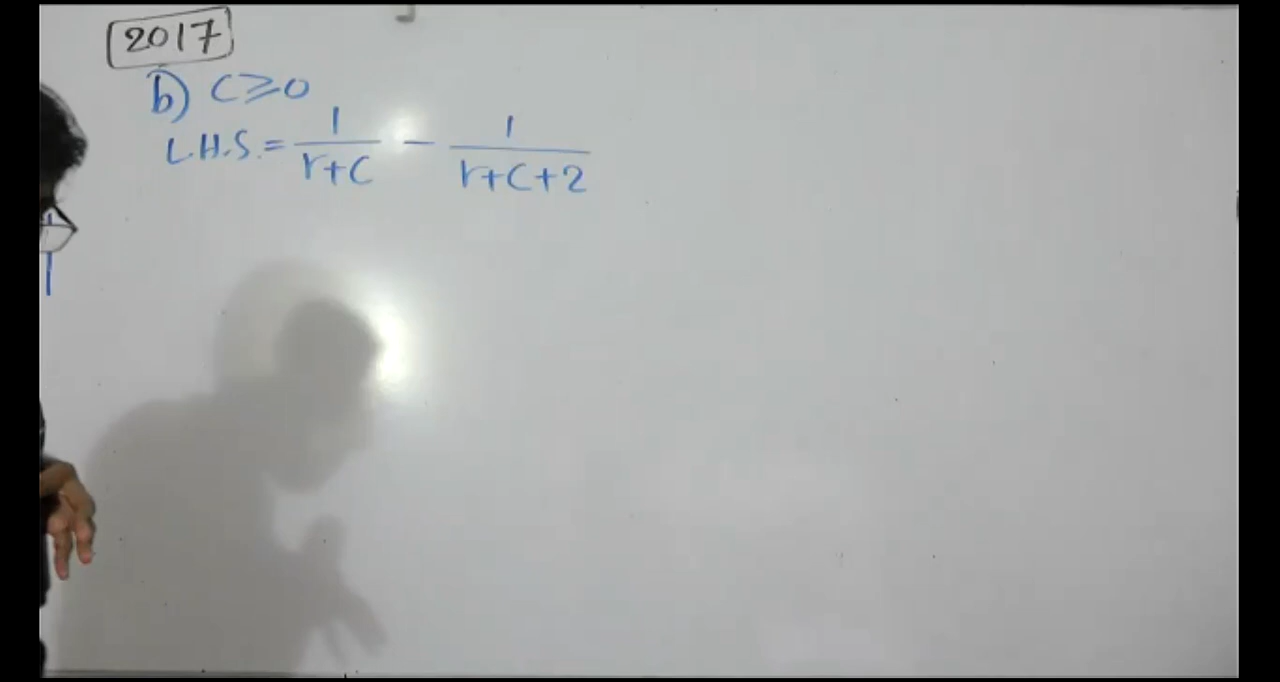 2017
b) C⩾0
L.H.S. = 1/(r+C) - 1/(r+C+2)